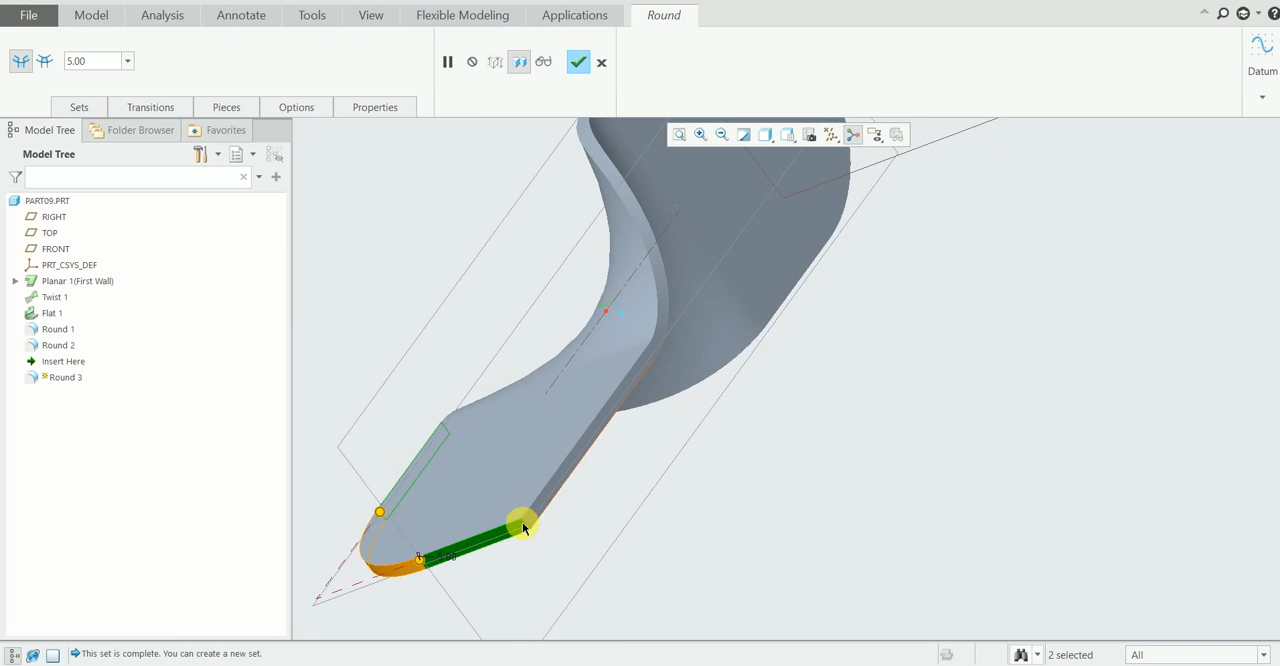 File Model Analysis Annotate Tools View Flexible Modeling Applications Round
5.00
Datum
Sets Transitions Pieces Options Properties
Model Tree Folder Browser Favorites
Model Tree
PART09.PRT
RIGHT
TOP
FRONT
PRT_CSYS_DEF
Planar 1(First Wall)
Twist 1
Flat 1
Round 1
Round 2
Insert Here
Round 3
This set is complete. You can create a new set.
2 selected
All